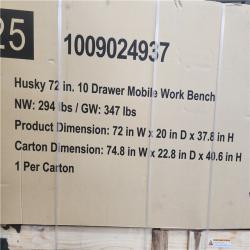 25
1009024937
Husky 72 in. 10 Drawer Mobile Work Bench
NW: 294 lbs / GW: 347 lbs
Product Dimension: 72 in W x 20 in D x 37.8 in H
Carton Dimension: 74.8 in W x 22.8 in D x 40.6 in H
1 Per Carton